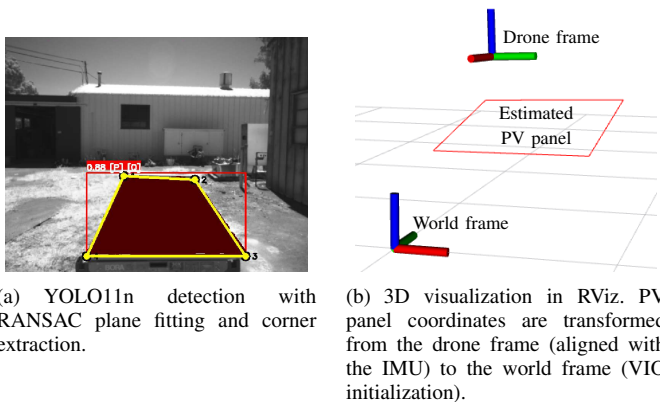 0.88 [P] [O]
2
3
Drone frame
Estimated
PV panel
World frame
(a) YOLO11n detection with
RANSAC plane fitting and corner
extraction.
(b) 3D visualization in RViz. PV
panel coordinates are transformed
from the drone frame (aligned with
the IMU) to the world frame (VIO
initialization).